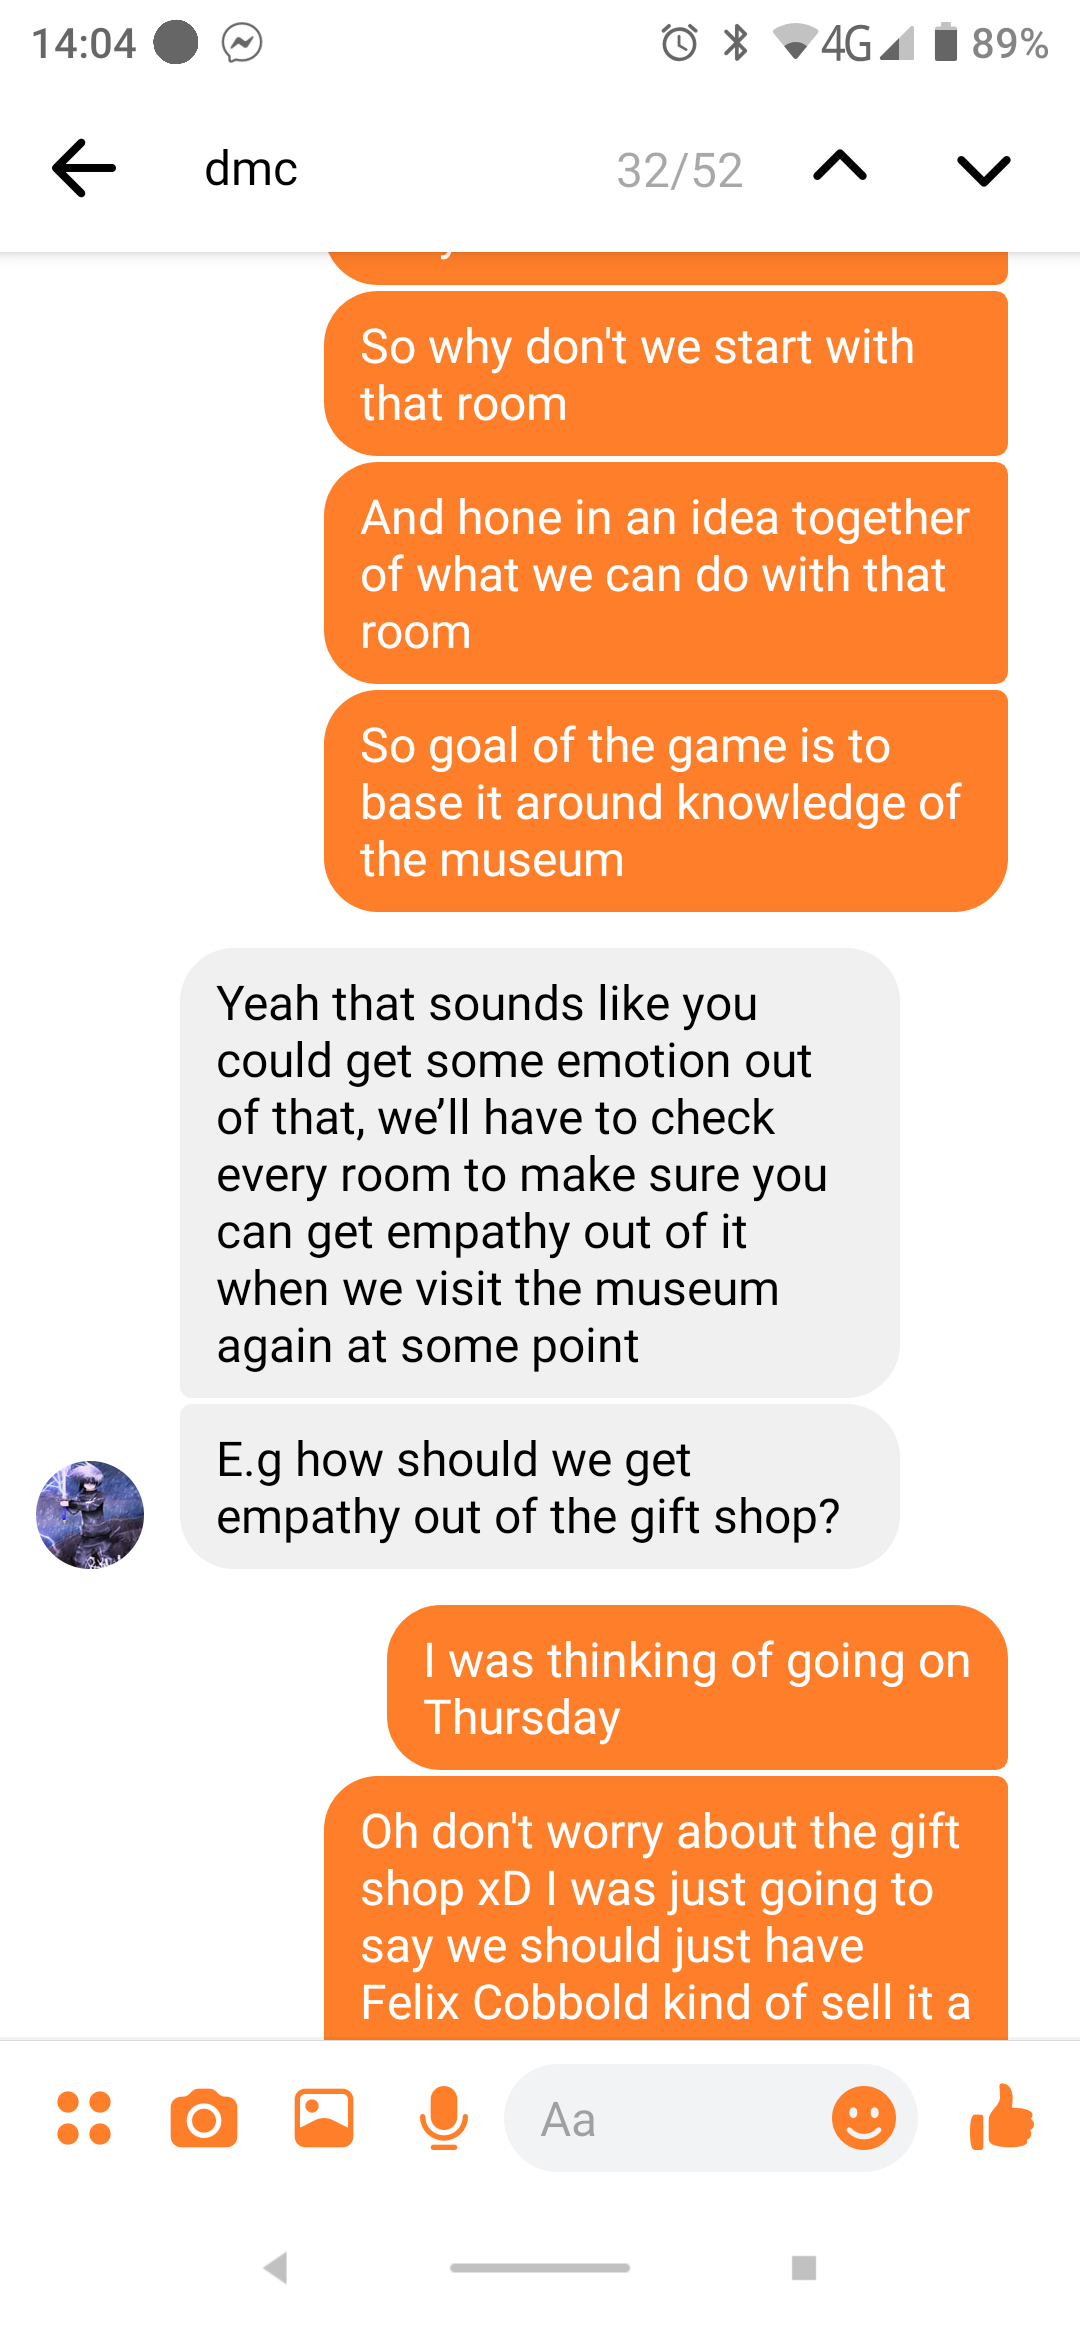 14:04
4G
89%
dmc
32/52
So why don't we start with
that room
And hone in an idea together
of what we can do with that
room
So goal of the game is to
base it around knowledge of
the museum
Yeah that sounds like you
could get some emotion out
of that, we’ll have to check
every room to make sure you
can get empathy out of it
when we visit the museum
again at some point
E.g how should we get
empathy out of the gift shop?
I was thinking of going on
Thursday
Oh don't worry about the gift
shop xD I was just going to
say we should just have
Felix Cobbold kind of sell it a
Aa